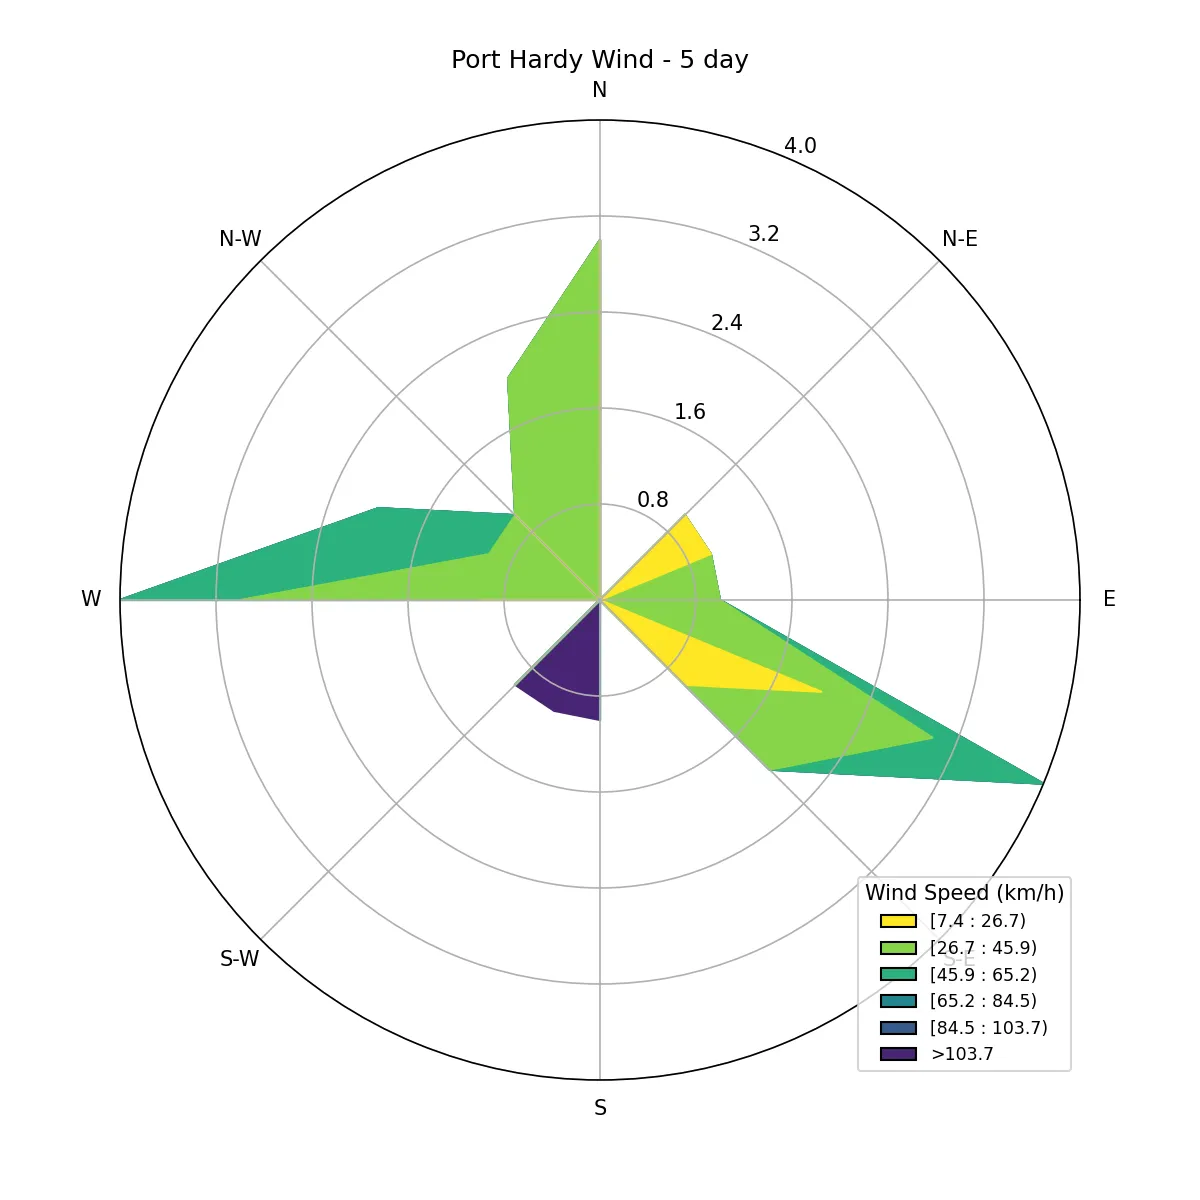 Port Hardy Wind - 5 day
N
4.0
N-W
3.2
N-E
2.4
1.6
0.8
W
E
Wind Speed (km/h)
[7.4 : 26.7)
[26.7 : 45.9)
S-W
S-E
[45.9 : 65.2)
[65.2 : 84.5)
[84.5 : 103.7)
>103.7
S